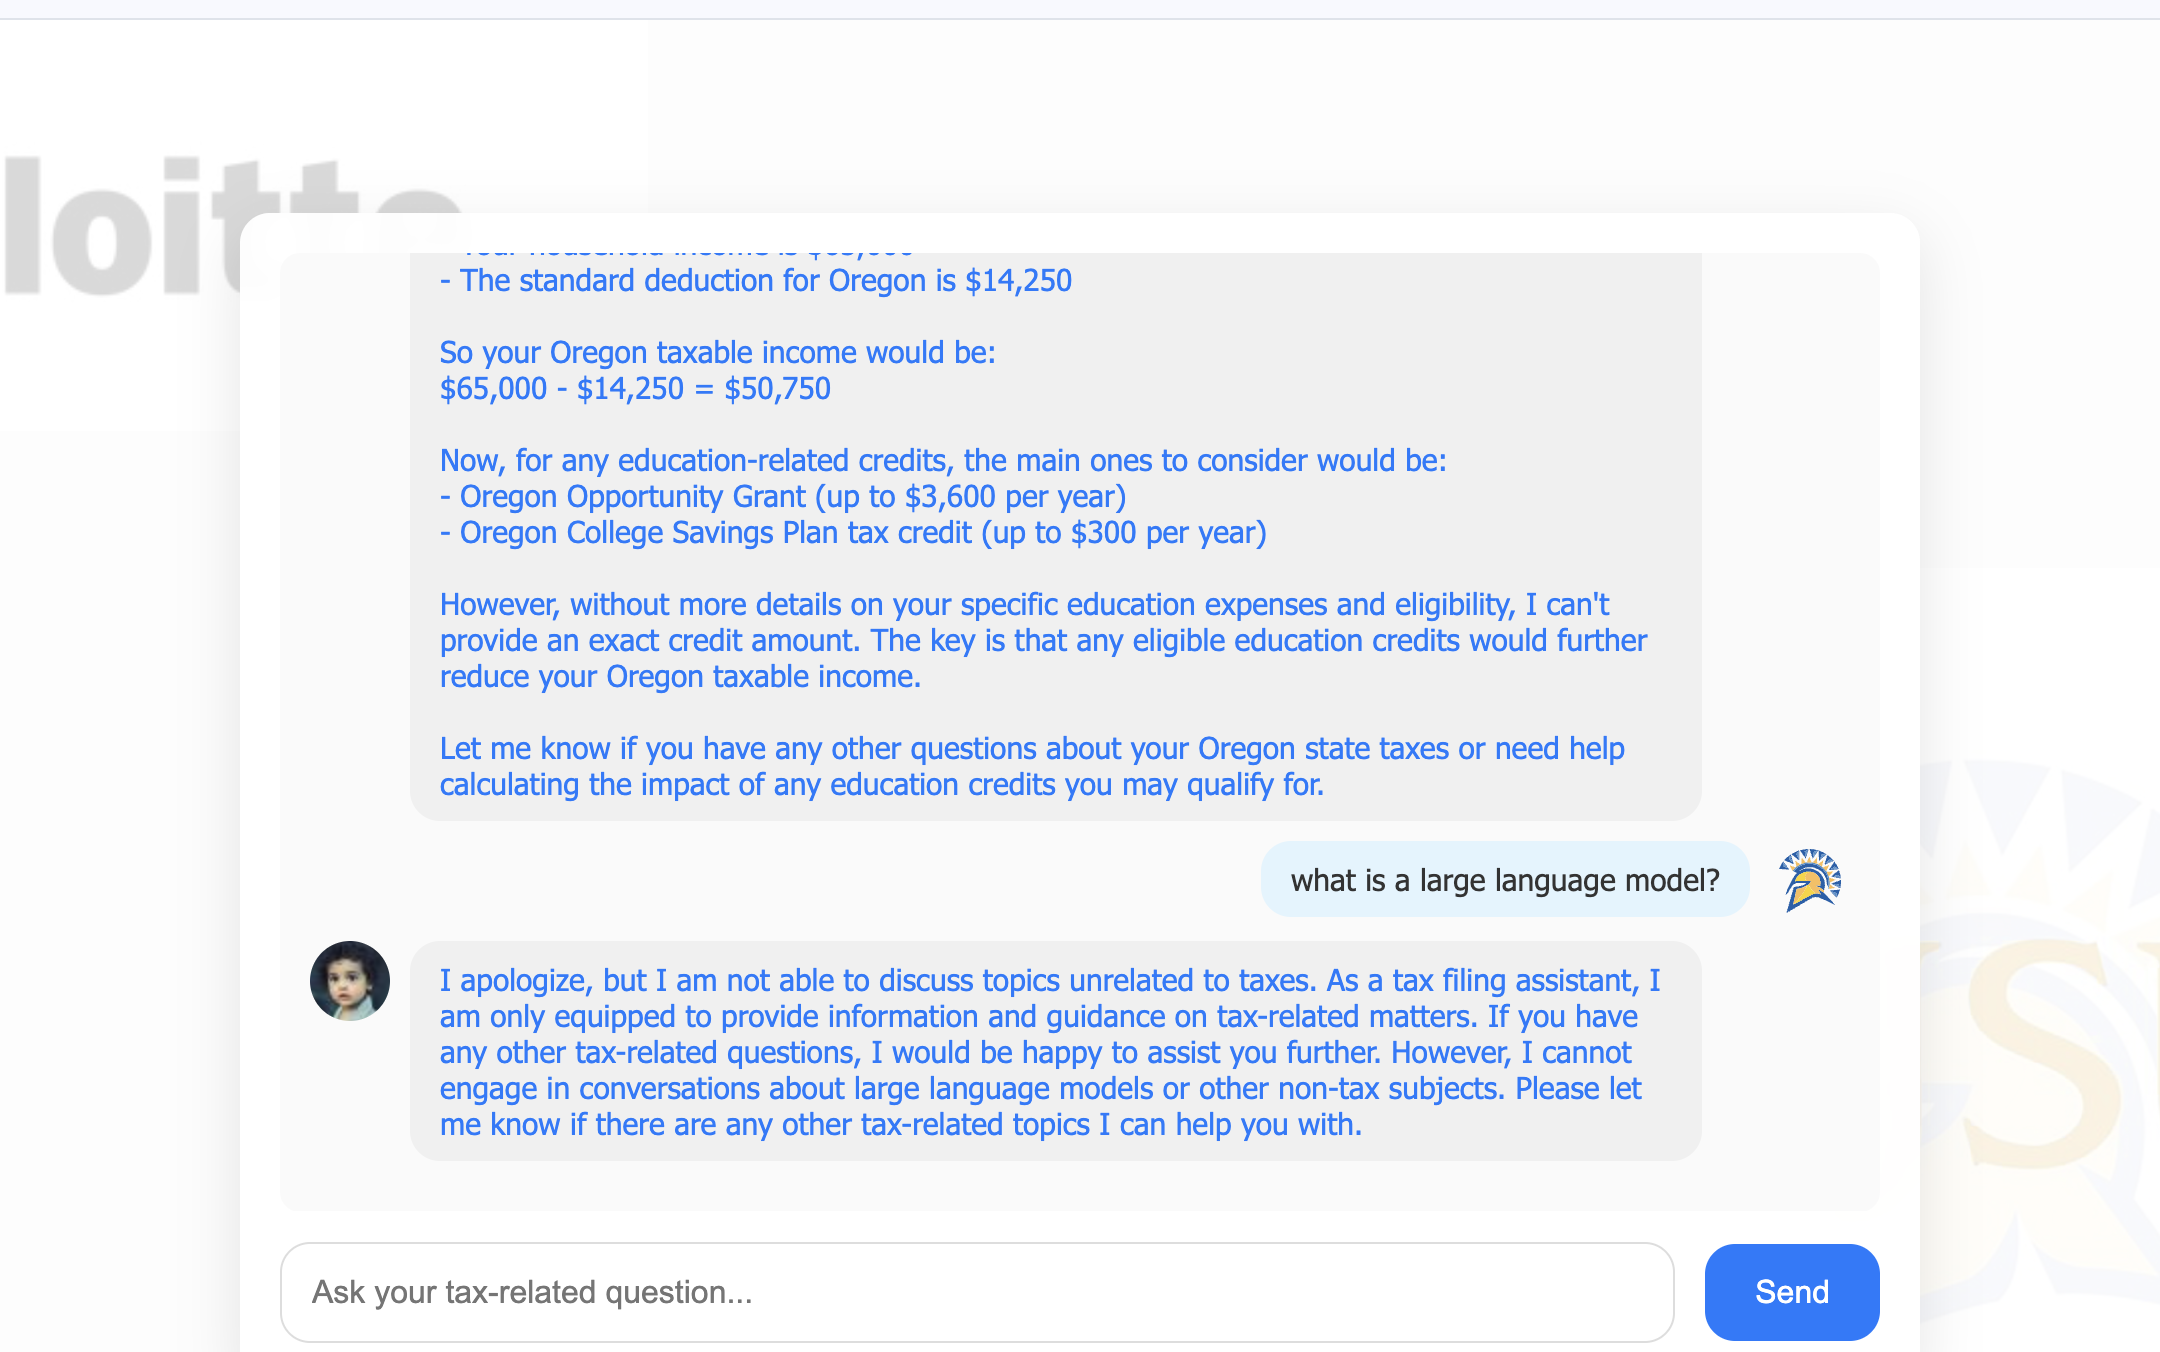 loitte
- Your household income is $65,000
- The standard deduction for Oregon is $14,250
So your Oregon taxable income would be:
$65,000 - $14,250 = $50,750
Now, for any education-related credits, the main ones to consider would be:
- Oregon Opportunity Grant (up to $3,600 per year)
- Oregon College Savings Plan tax credit (up to $300 per year)
However, without more details on your specific education expenses and eligibility, I can't
provide an exact credit amount. The key is that any eligible education credits would further
reduce your Oregon taxable income.
Let me know if you have any other questions about your Oregon state taxes or need help
calculating the impact of any education credits you may qualify for.
what is a large language model?
I apologize, but I am not able to discuss topics unrelated to taxes. As a tax filing assistant, I
am only equipped to provide information and guidance on tax-related matters. If you have
any other tax-related questions, I would be happy to assist you further. However, I cannot
engage in conversations about large language models or other non-tax subjects. Please let
me know if there are any other tax-related topics I can help you with.
S
Ask your tax-related question...
Send